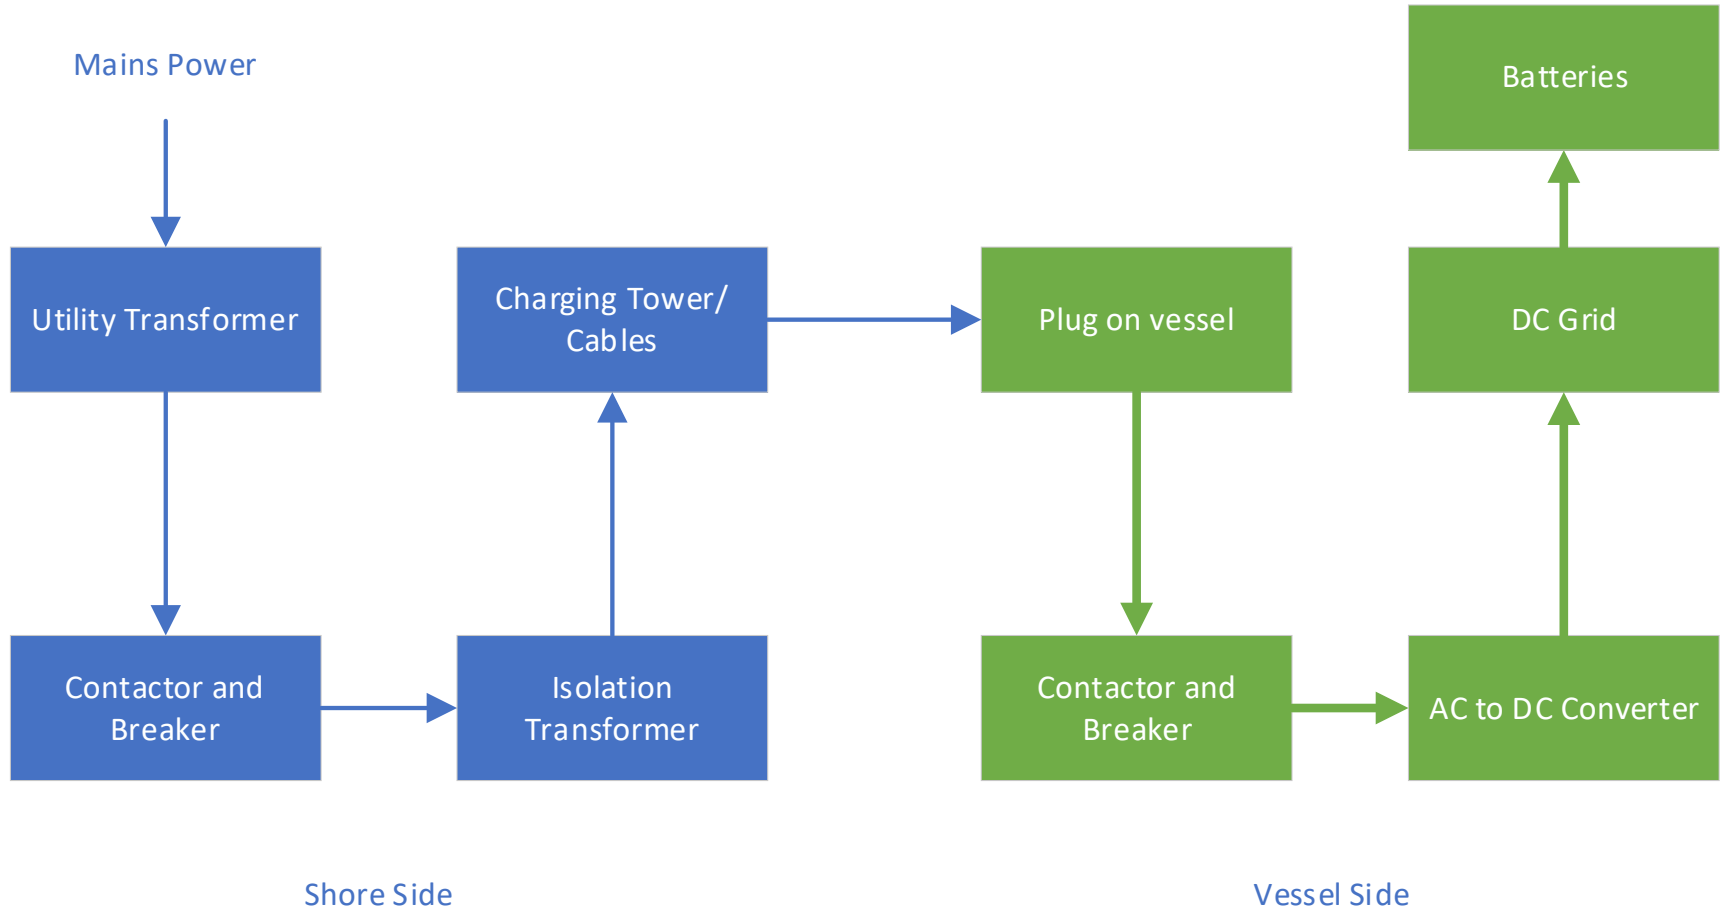 Mains Power
Batteries
Utility Transformer
Charging Tower/
Cables
Plug on vessel
DC Grid
Contactor and
Breaker
Isolation
Transformer
Contactor and
Breaker
AC to DC Converter
Shore Side
Vessel Side